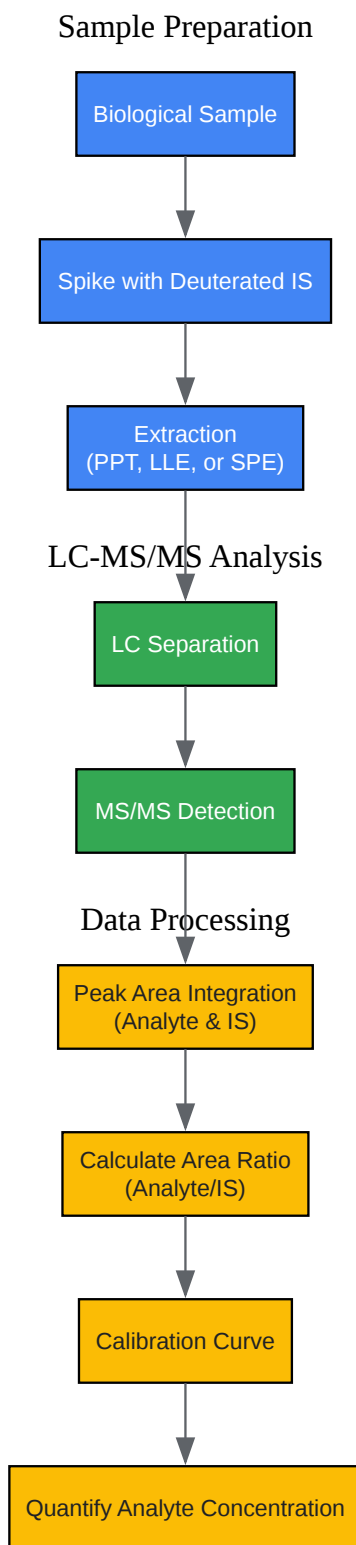 Sample Preparation
Biological Sample
Spike with Deuterated IS
Extraction
(PPT, LLE, or SPE)
LC-MS/MS Analysis
LC Separation
MS/MS Detection
Data Processing
Peak Area Integration
(Analyte & IS)
Calculate Area Ratio
(Analyte/IS)
Calibration Curve
Quantify Analyte Concentration